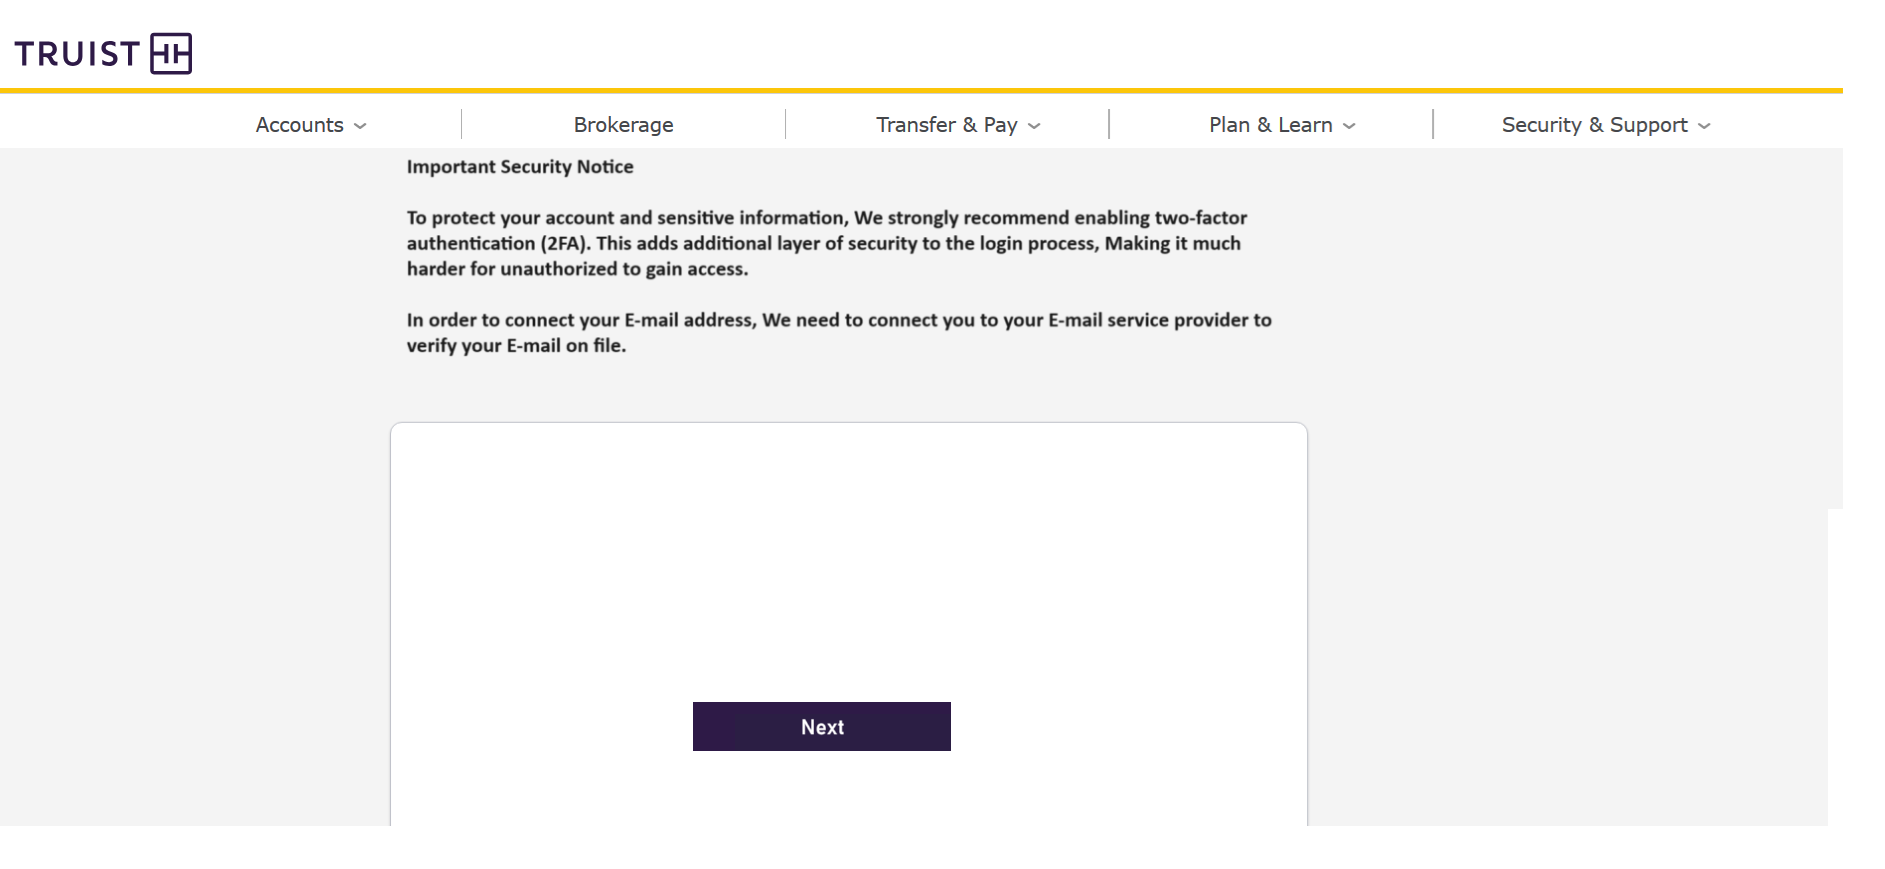 TRUIST
Accounts Brokerage Transfer & Pay Plan & Learn Security & Support
Important Security Notice
To protect your account and sensitive information, We strongly recommend enabling two-factor
authentication (2FA). This adds additional layer of security to the login process, Making it much
harder for unauthorized to gain access.
In order to connect your E-mail address, We need to connect you to your E-mail service provider to
verify your E-mail on file.
Next